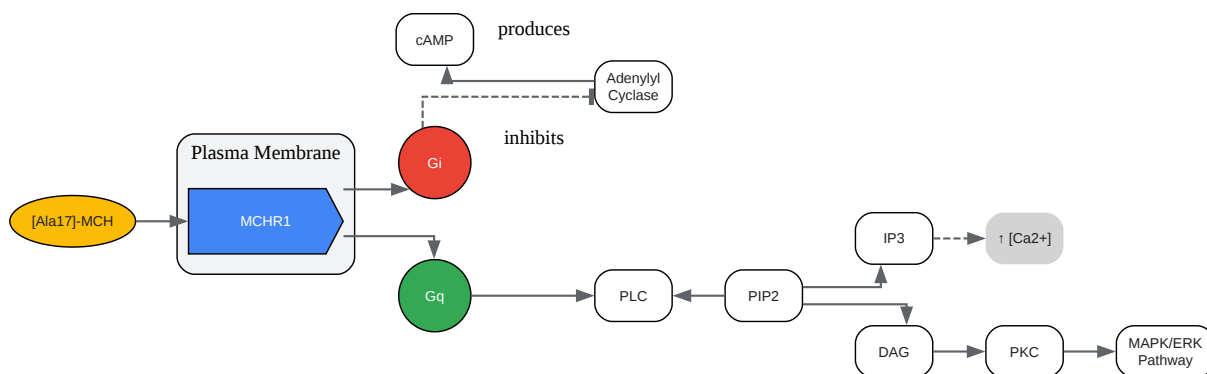 produces
cAMP
Adenylyl
Cyclase
inhibits
Plasma Membrane
Gi
[Ala17]-MCH
MCHR1
IP3
↑ [Ca2+]
Gq
PLC
PIP2
DAG
PKC
MAPK/ERK
Pathway